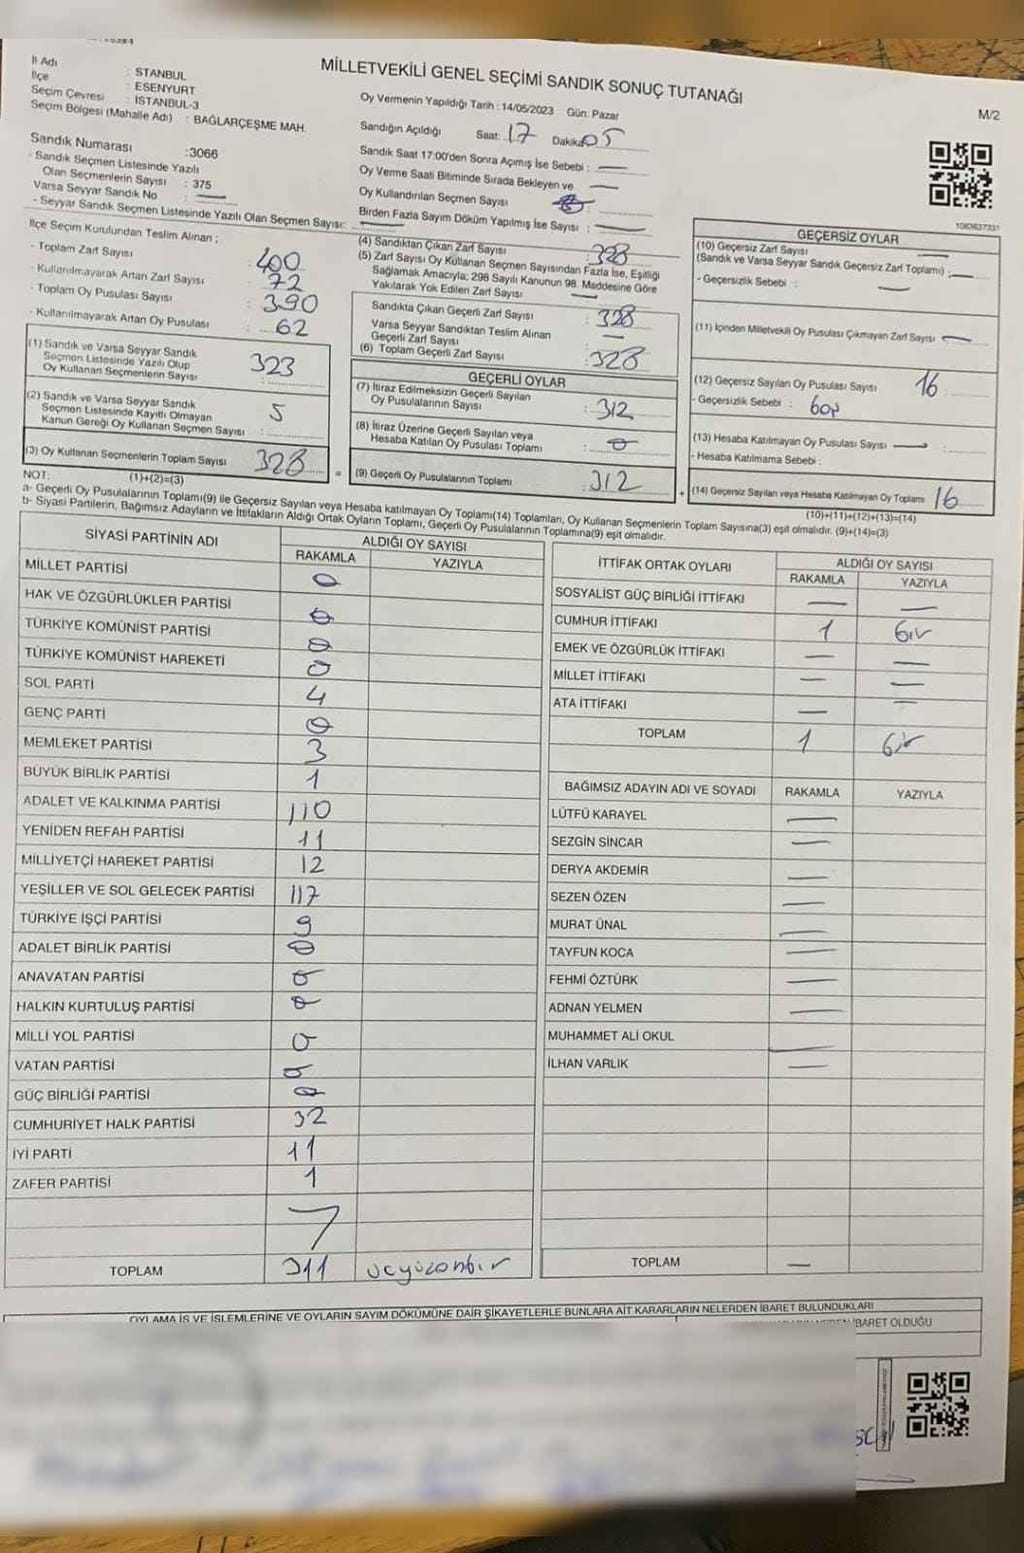 MİLLETVEKİLİ GENEL SEÇİMİ SANDIK SONUÇ TUTANAĞI
M/2
İl Adı : STANBUL
İlçe : ESENYURT
Seçim Çevresi : İSTANBUL-3
Seçim Bölgesi (Mahalle Adı) : BAĞLARÇEŞME MAH.
Sandık Numarası :3066
- Sandık Seçmen Listesinde Yazılı
Olan Seçmenlerin Sayısı : 375
Varsa Seyyar Sandık No : —
- Seyyar Sandık Seçmen Listesinde Yazılı Olan Seçmen Sayısı: —
Oy Vermenin Yapıldığı Tarih : 14/05/2023 Gün: Pazar
Sandığın Açıldığı Saat: 17 Dakika: 05
Sandık Saat 17:00'den Sonra Açımış İse Sebebi : —
Oy Verme Saati Bitiminde Sırada Bekleyen ve —
Oy Kullandırılan Seçmen Sayısı :
Birden Fazla Sayım Döküm Yapılmış İse Sayısı : —
1083637331
İlçe Seçim Kurulundan Teslim Alınan ;
- Toplam Zarf Sayısı : 400
- Kullanılmayarak Artan Zarf Sayısı : 72
- Toplam Oy Pusulası Sayısı : 390
- Kullanılmayarak Artan Oy Pusulası : 62
(1) Sandık ve Varsa Seyyar Sandık
Seçmen Listesinde Yazılı Olup
Oy Kullanan Seçmenlerin Sayısı : 323
(2) Sandık ve Varsa Seyyar Sandık
Seçmen Listesinde Kayıtlı Olmayan
Kanun Gereği Oy Kullanan Seçmen Sayısı : 5
(3) Oy Kullanan Seçmenlerin Toplam Sayısı 328
(1)+(2)=(3)
(4) Sandıktan Çıkan Zarf Sayısı : 328
(5) Zarf Sayısı Oy Kullanan Seçmen Sayısından Fazla İse, Eşitliği
Sağlamak Amacıyla; 298 Sayılı Kanunun 98. Maddesine Göre
Yakılarak Yok Edilen Zarf Sayısı : —
Sandıkta Çıkan Geçerli Zarf Sayısı : 328
Varsa Seyyar Sandıktan Teslim Alınan
Geçerli Zarf Sayısı : —
(6) Toplam Geçerli Zarf Sayısı : 328
GEÇERLİ OYLAR
(7) İtiraz Edilmeksizin Geçerli Sayılan
Oy Pusulalarının Sayısı : 312
(8) İtiraz Üzerine Geçerli Sayılan veya
Hesaba Katılan Oy Pusulası Toplamı : 0
= (9) Geçerli Oy Pusulalarının Toplamı : 312
GEÇERSİZ OYLAR
(10) Geçersiz Zarf Sayısı —
(Sandık ve Varsa Seyyar Sandık Geçersiz Zarf Toplamı) : —
- Geçersizlik Sebebi : —
(11) İçinden Milletvekili Oy Pusulası Çıkmayan Zarf Sayısı —
(12) Geçersiz Sayılan Oy Pusulası Sayısı 16
- Geçersizlik Sebebi :
(13) Hesaba Katılmayan Oy Pusulası Sayısı — :
- Hesaba Katılmama Sebebi :
+ (14) Geçersiz Sayılan veya Hesaba Katılmayan Oy Toplamı 16
(10)+(11)+(12)+(13)=(14)
NOT:
a- Geçerli Oy Pusulalarının Toplamı(9) ile Geçersiz Sayılan veya Hesaba katılmayan Oy Toplamı(14) Toplamları, Oy Kullanan Seçmenlerin Toplam Sayısına(3) eşit olmalıdır. (9)+(14)=(3)
b- Siyasi Partilerin, Bağımsız Adayların ve İttifakların Aldığı Ortak Oyların Toplamı, Geçerli Oy Pusulalarının Toplamına(9) eşit olmalıdır.
SİYASİ PARTİNİN ADI ALDIĞI OY SAYISI
RAKAMLA YAZIYLA
MİLLET PARTİSİ 0
HAK VE ÖZGÜRLÜKLER PARTİSİ 0
TÜRKİYE KOMÜNİST PARTİSİ 0
TÜRKİYE KOMÜNİST HAREKETİ 0
SOL PARTİ 4
GENÇ PARTİ 0
MEMLEKET PARTİSİ 3
BÜYÜK BİRLİK PARTİSİ 1
ADALET VE KALKINMA PARTİSİ 110
YENİDEN REFAH PARTİSİ 11
MİLLİYETÇİ HAREKET PARTİSİ 12
YEŞİLLER VE SOL GELECEK PARTİSİ 117
TÜRKİYE İŞÇİ PARTİSİ 9
ADALET BİRLİK PARTİSİ 0
ANAVATAN PARTİSİ 0
HALKIN KURTULUŞ PARTİSİ 0
MİLLİ YOL PARTİSİ 0
VATAN PARTİSİ 0
GÜÇ BİRLİĞİ PARTİSİ 0
CUMHURİYET HALK PARTİSİ 32
İYİ PARTİ 11
ZAFER PARTİSİ 1
TOPLAM 311 üçyüzonbir
İTTİFAK ORTAK OYLARI ALDIĞI OY SAYISI
RAKAMLA YAZIYLA
SOSYALİST GÜÇ BİRLİĞİ İTTİFAKI — —
CUMHUR İTTİFAKI 1 bir
EMEK VE ÖZGÜRLÜK İTTİFAKI — —
MİLLET İTTİFAKI — —
ATA İTTİFAKI — —
TOPLAM 1 bir
BAĞIMSIZ ADAYIN ADI VE SOYADI RAKAMLA YAZIYLA
LÜTFÜ KARAYEL —
SEZGİN SİNCAR —
DERYA AKDEMİR —
SEZEN ÖZEN —
MURAT ÜNAL —
TAYFUN KOCA —
FEHMİ ÖZTÜRK —
ADNAN YELMEN —
MUHAMMET ALİ OKUL —
İLHAN VARLIK —
TOPLAM —
OYLAMA İŞ VE İŞLEMLERİNE VE OYLARIN SAYIM DÖKÜMÜNE DAİR ŞİKAYETLERLE BUNLARA AİT KARARLARIN NELERDEN İBARET BULUNDUKLARI
İBARET OLDUĞU